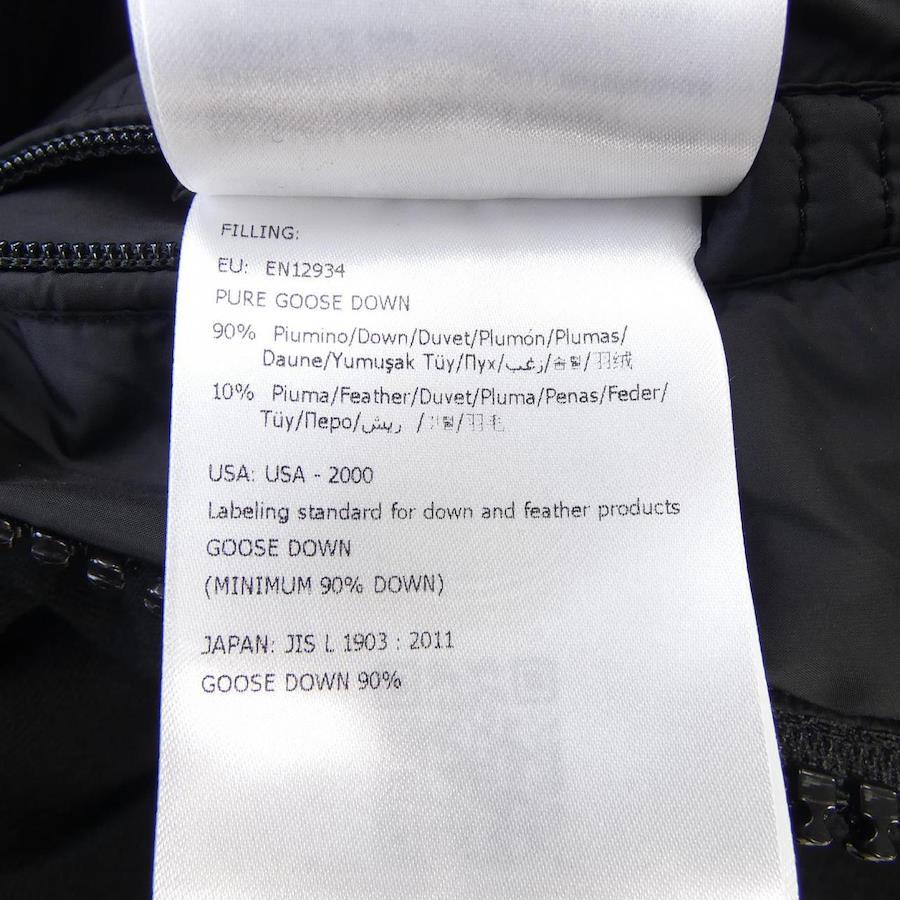 FILLING:
EU: EN12934
PURE GOOSE DOWN
90% Piumino/Down/Duvet/Plumón/Plumas/
Daune/Yumuşak Tüy/Пух/زغب/솜털/羽绒
10% Piuma/Feather/Duvet/Pluma/Penas/Feder/
Tüy/Перо/ريش /羽毛
USA: USA - 2000
Labeling standard for down and feather products
GOOSE DOWN
(MINIMUM 90% DOWN)
JAPAN: JIS L 1903 : 2011
GOOSE DOWN 90%